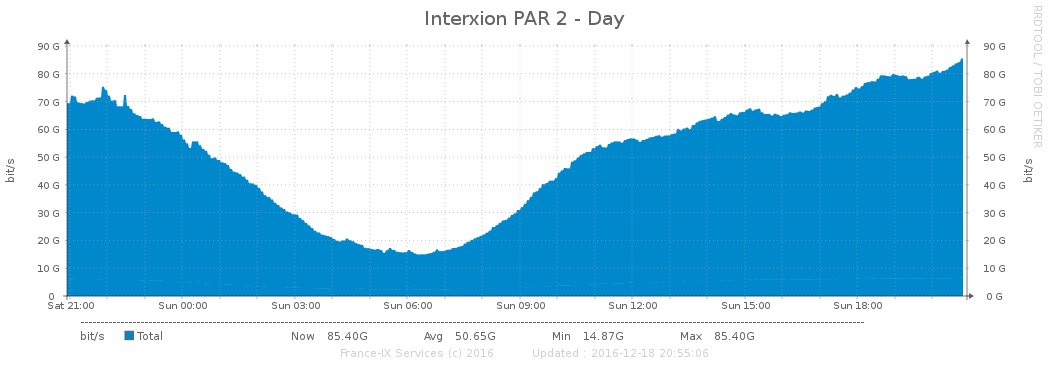 Interxion PAR 2 - Day
RRDTOOL / TOBI OETIKER
90 G 90 G
80 G 80 G
70 G 70 G
60 G 60 G
50 G 50 G
40 G 40 G
30 G 30 G
20 G 20 G
10 G 10 G
0 0 G
bit/s bit/s
Sat 21:00 Sun 00:00 Sun 03:00 Sun 06:00 Sun 09:00 Sun 12:00 Sun 15:00 Sun 18:00
bit/s Total Now 85.40G Avg 50.65G Min 14.87G Max 85.40G
France-IX Services (c) 2016 Updated : 2016-12-18 20:55:06